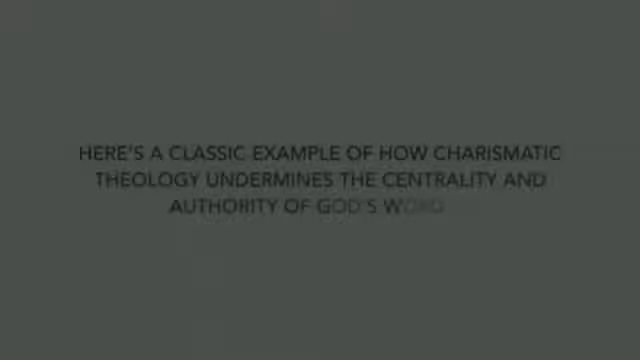 HERE'S A CLASSIC EXAMPLE OF HOW CHARISMATIC
THEOLOGY UNDERMINES THE CENTRALITY AND
AUTHORITY OF GOD'S WORD